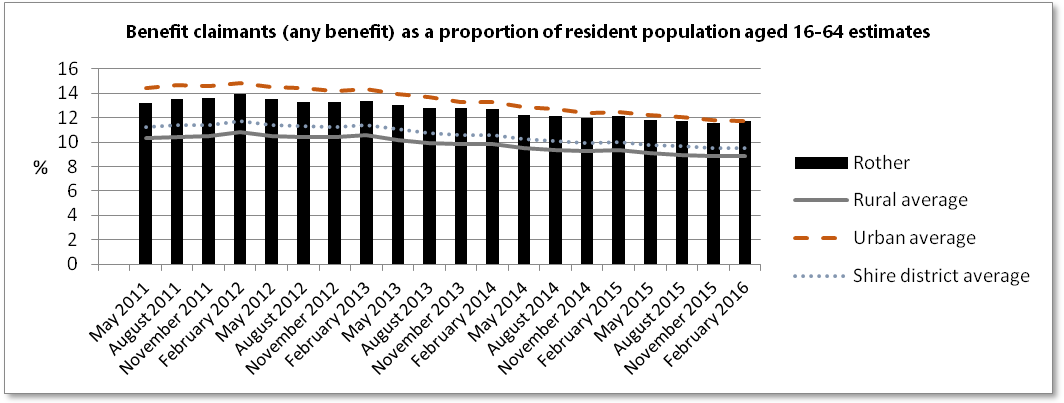 Benefit claimants (any benefit) as a proportion of resident population aged 16-64 estimates
16
14
12
10
8
6
4
2
0
%
May 2011
August 2011
November 2011
February 2012
May 2012
August 2012
November 2012
February 2013
May 2013
August 2013
November 2013
February 2014
May 2014
August 2014
November 2014
February 2015
May 2015
August 2015
November 2015
February 2016
Rother
Rural average
Urban average
Shire district average